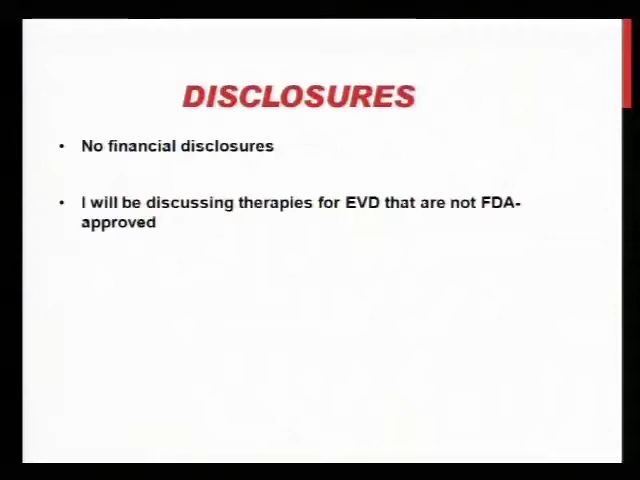 DISCLOSURES
• No financial disclosures
• I will be discussing therapies for EVD that are not FDA-
approved